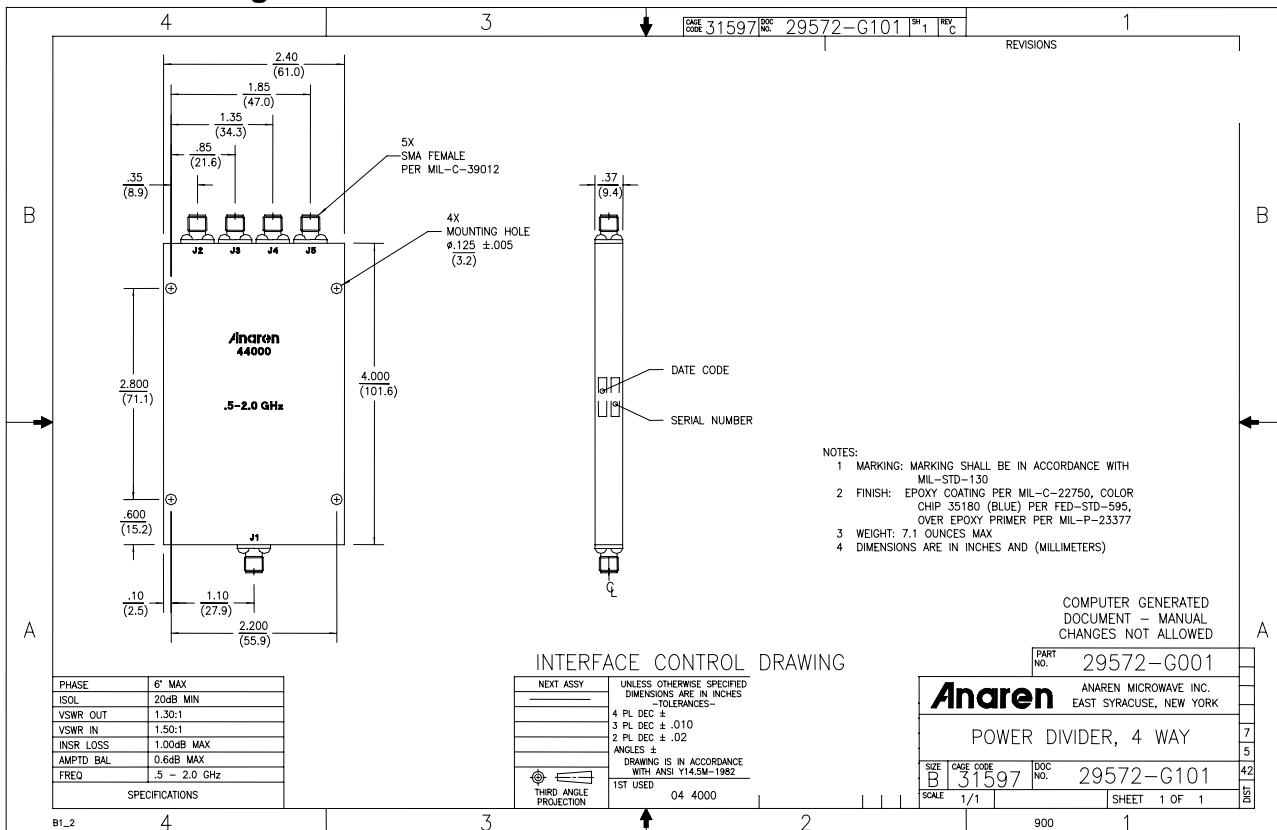 4
3
CAGE CODE 31597 DOC NO. 29572-G101 SH 1 REV C
1
REVISIONS
2.40
(61.0)
1.85
(47.0)
1.35
(34.3)
.85
(21.6)
.35
(8.9)
5X
SMA FEMALE
PER MIL-C-39012
.37
(9.4)
B
B
4X
MOUNTING HOLE
ø.125 ±.005
(3.2)
J2 J3 J4 J5
Anaren
44000
2.800
(71.1)
4.000
(101.6)
.5-2.0 GHz
DATE CODE
SERIAL NUMBER
.600
(15.2)
J1
.10
(2.5)
1.10
(27.9)
2.200
(55.9)
CL
NOTES:
1 MARKING: MARKING SHALL BE IN ACCORDANCE WITH
MIL-STD-130
2 FINISH: EPOXY COATING PER MIL-C-22750, COLOR
CHIP 35180 (BLUE) PER FED-STD-595,
OVER EPOXY PRIMER PER MIL-P-23377
3 WEIGHT: 7.1 OUNCES MAX
4 DIMENSIONS ARE IN INCHES AND (MILLIMETERS)
A
A
COMPUTER GENERATED
DOCUMENT - MANUAL
CHANGES NOT ALLOWED
INTERFACE CONTROL DRAWING
PHASE 6° MAX
ISOL 20dB MIN
VSWR OUT 1.30:1
VSWR IN 1.50:1
INSR LOSS 1.00dB MAX
AMPTD BAL 0.6dB MAX
FREQ .5 - 2.0 GHz
SPECIFICATIONS
NEXT ASSY
THIRD ANGLE
PROJECTION
UNLESS OTHERWISE SPECIFIED
DIMENSIONS ARE IN INCHES
-TOLERANCES-
4 PL DEC ±
3 PL DEC ± .010
2 PL DEC ± .02
ANGLES ±
DRAWING IS IN ACCORDANCE
WITH ANSI Y14.5M-1982
1ST USED
04 4000
PART NO. 29572-G001
Anaren
ANAREN MICROWAVE INC.
EAST SYRACUSE, NEW YORK
POWER DIVIDER, 4 WAY
SIZE B CAGE CODE 31597 DOC NO. 29572-G101
SCALE 1/1 SHEET 1 OF 1
7
5
42
DIST
B1_2
4
3
2
900
1